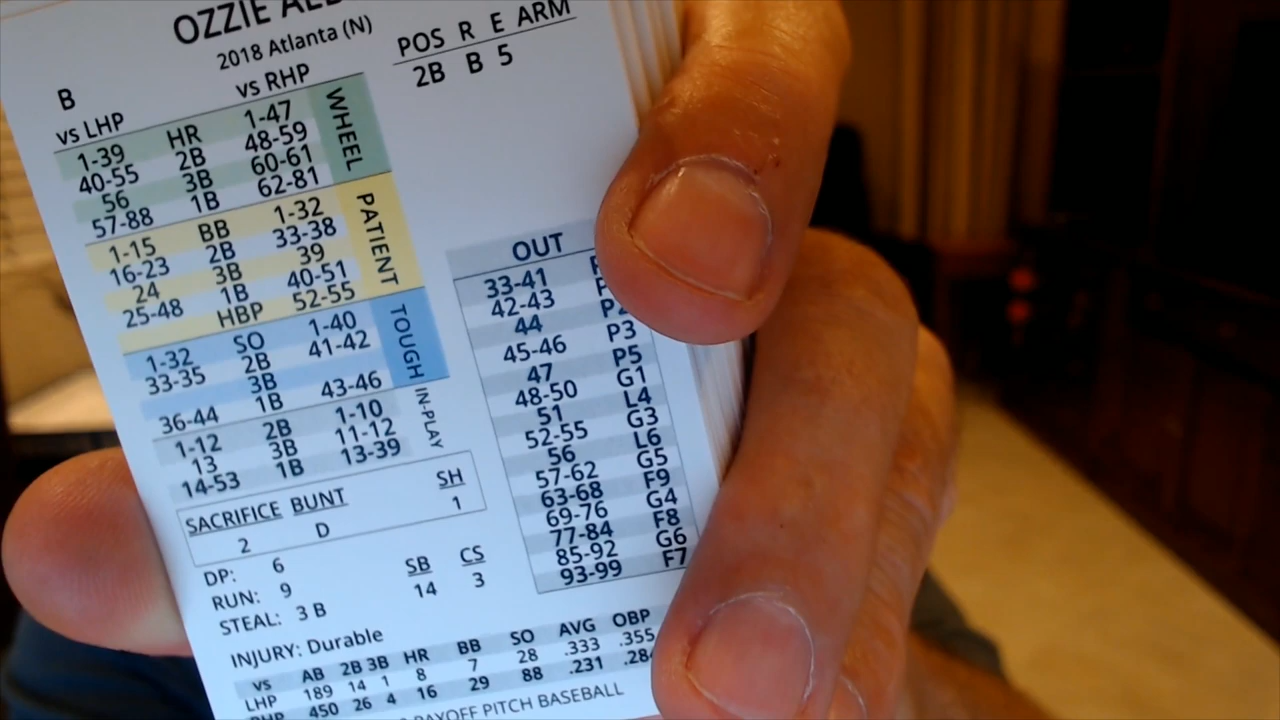 OZZIE
2018 Atlanta (N)
POS R E ARM
2B B 5
B
vs LHP vs RHP
WHEEL
1-39 HR 1-47
40-55 2B 48-59
56 3B 60-61
57-88 1B 62-81
PATIENT
1-15 BB 1-32
16-23 2B 33-38
24 3B 39
25-48 1B 40-51
HBP 52-55
TOUGH
1-32 SO 1-40
33-35 2B 41-42
3B
36-44 1B 43-46
IN-PLAY
1-12 2B 1-10
13 3B 11-12
14-53 1B 13-39
SACRIFICE BUNT SH
2 D 1
DP: 6
RUN: 9
STEAL: 3 B
SB CS
14 3
INJURY: Durable
OUT
33-41
42-43
44
45-46 P3
47 P5
48-50 G1
51 L4
52-55 G3
56 L6
57-62 G5
63-68 F9
69-76 G4
77-84 F8
85-92 G6
93-99 F7
vs AB 2B 3B HR BB SO AVG OBP
LHP 189 14 1 8 7 28 .333 .355
RHP 450 26 4 16 29 88 .231
PAYOFF PITCH BASEBALL